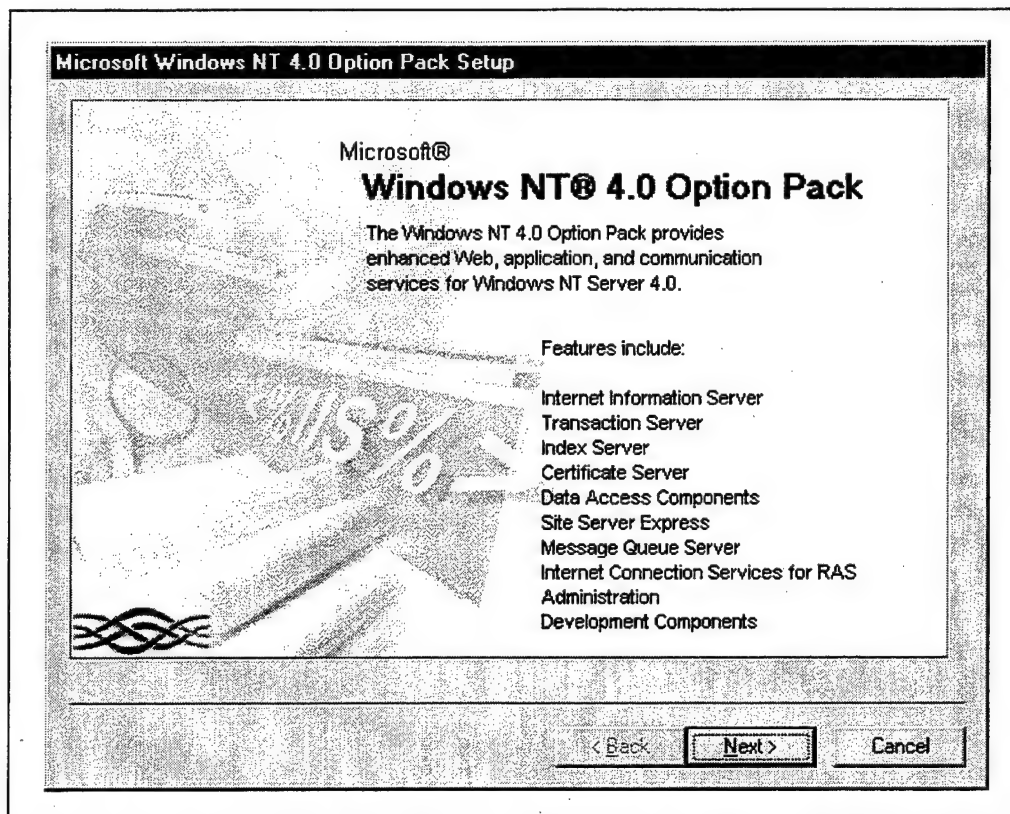 Microsoft Windows NT 4.0 Option Pack Setup
Microsoft®
Windows NT® 4.0 Option Pack
The Windows NT 4.0 Option Pack provides
enhanced Web, application, and communication
services for Windows NT Server 4.0.
Features include:
Internet Information Server
Transaction Server
Index Server
Certificate Server
Data Access Components
Site Server Express
Message Queue Server
Internet Connection Services for RAS
Administration
Development Components
< Back
Next >
Cancel